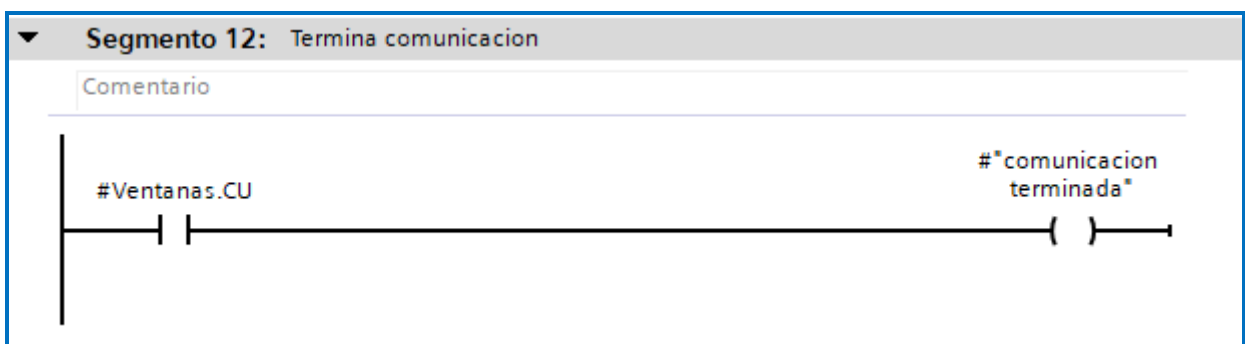 Segmento 12: Termina comunicacion
Comentario
#"comunicacion
terminada"
#Ventanas.CU